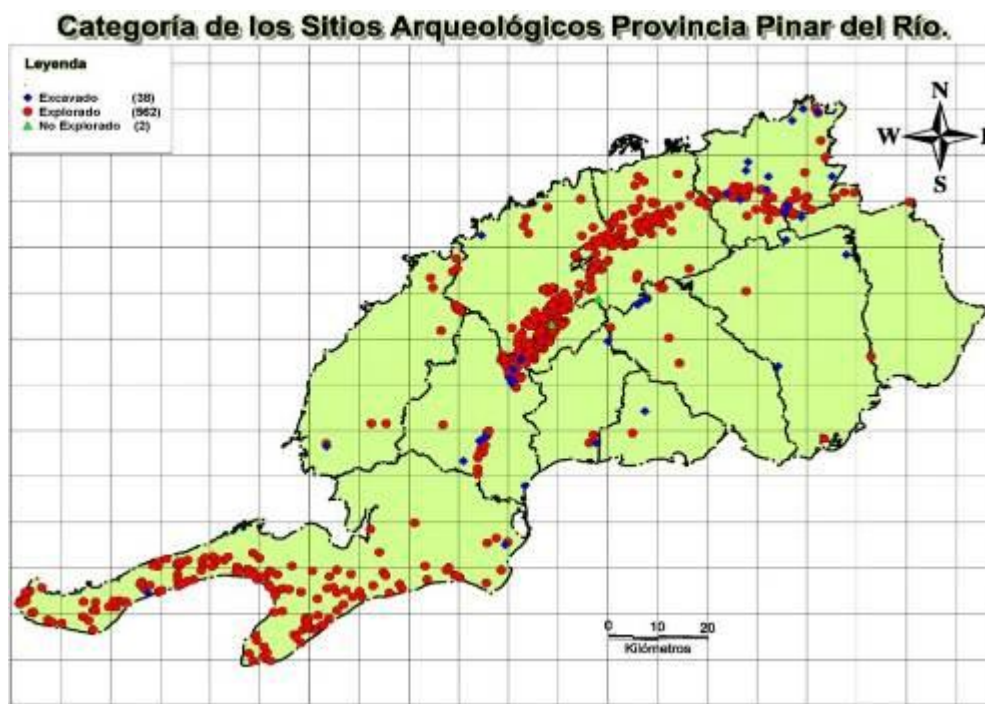 Categoría de los Sitios Arqueológicos Provincia Pinar del Río.
Leyenda
Excavado (38)
Explorado (562)
No Explorado (2)
N
W
S
0 10 20
Kilómetros